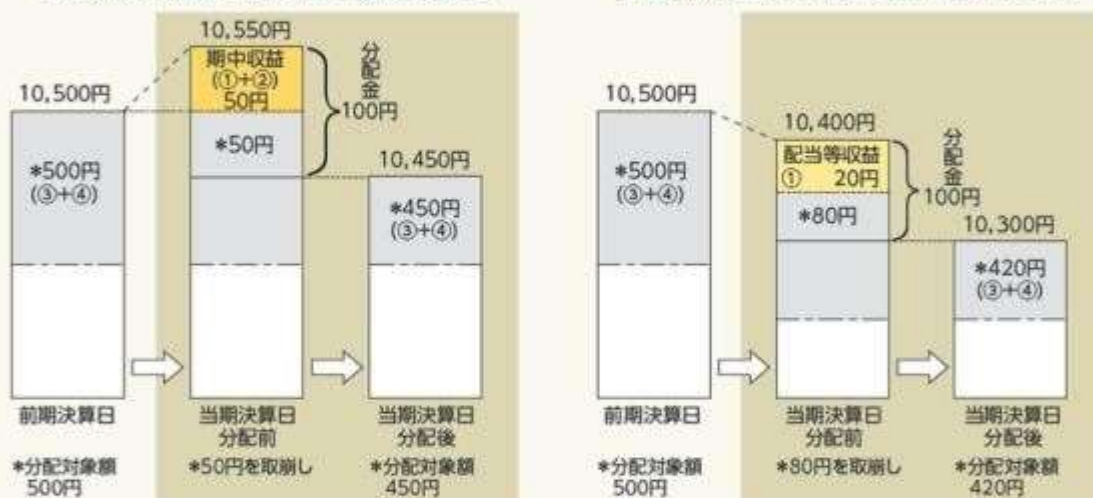 10,550円
期中収益
(①+②)
50円
*50円
分配金
100円
10,500円
*500円
(③+④)
10,450円
*450円
(③+④)
前期決算日
当期決算日
分配前
当期決算日
分配後
*分配対象額
500円
*50円を取崩し
*分配対象額
450円
10,500円
*500円
(③+④)
10,400円
配当等収益
① 20円
*80円
分配金
100円
10,300円
*420円
(③+④)
前期決算日
当期決算日
分配前
当期決算日
分配後
*分配対象額
500円
*80円を取崩し
*分配対象額
420円